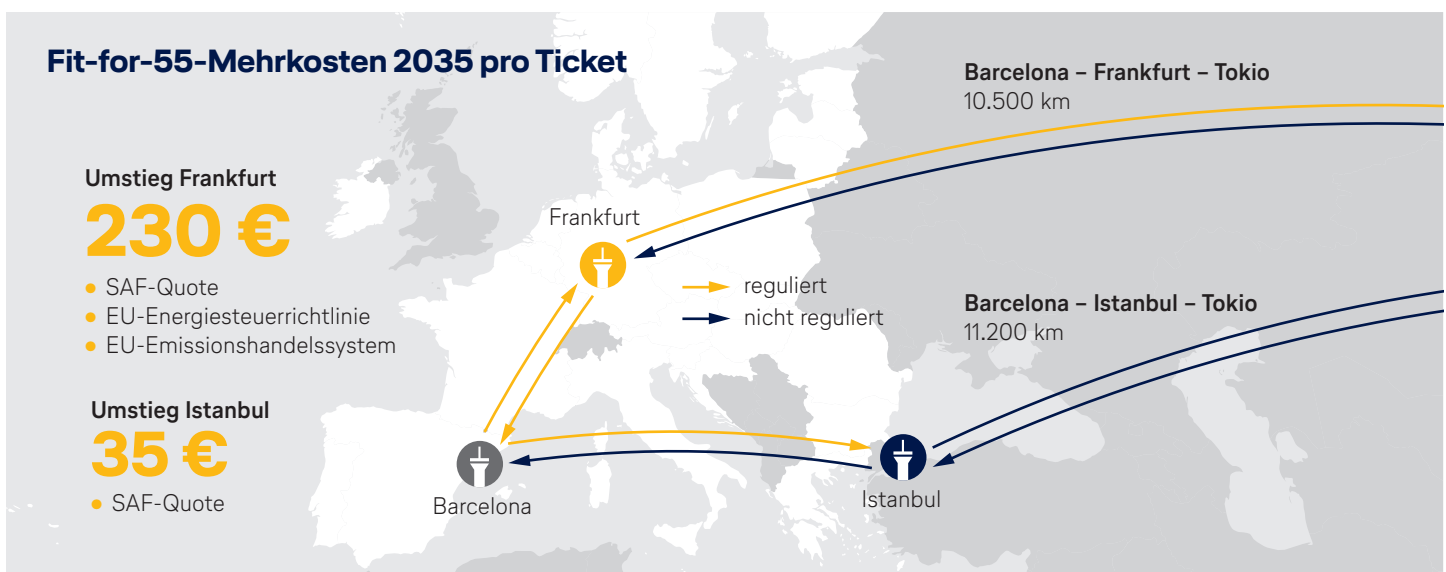 Fit-for-55-Mehrkosten 2035 pro Ticket
Barcelona – Frankfurt – Tokio
10.500 km
Umstieg Frankfurt
230 €
• SAF-Quote
• EU-Energiesteuerrichtlinie
• EU-Emissionshandelssystem
Frankfurt
reguliert
nicht reguliert
Barcelona – Istanbul – Tokio
11.200 km
Umstieg Istanbul
35 €
• SAF-Quote
Barcelona
Istanbul